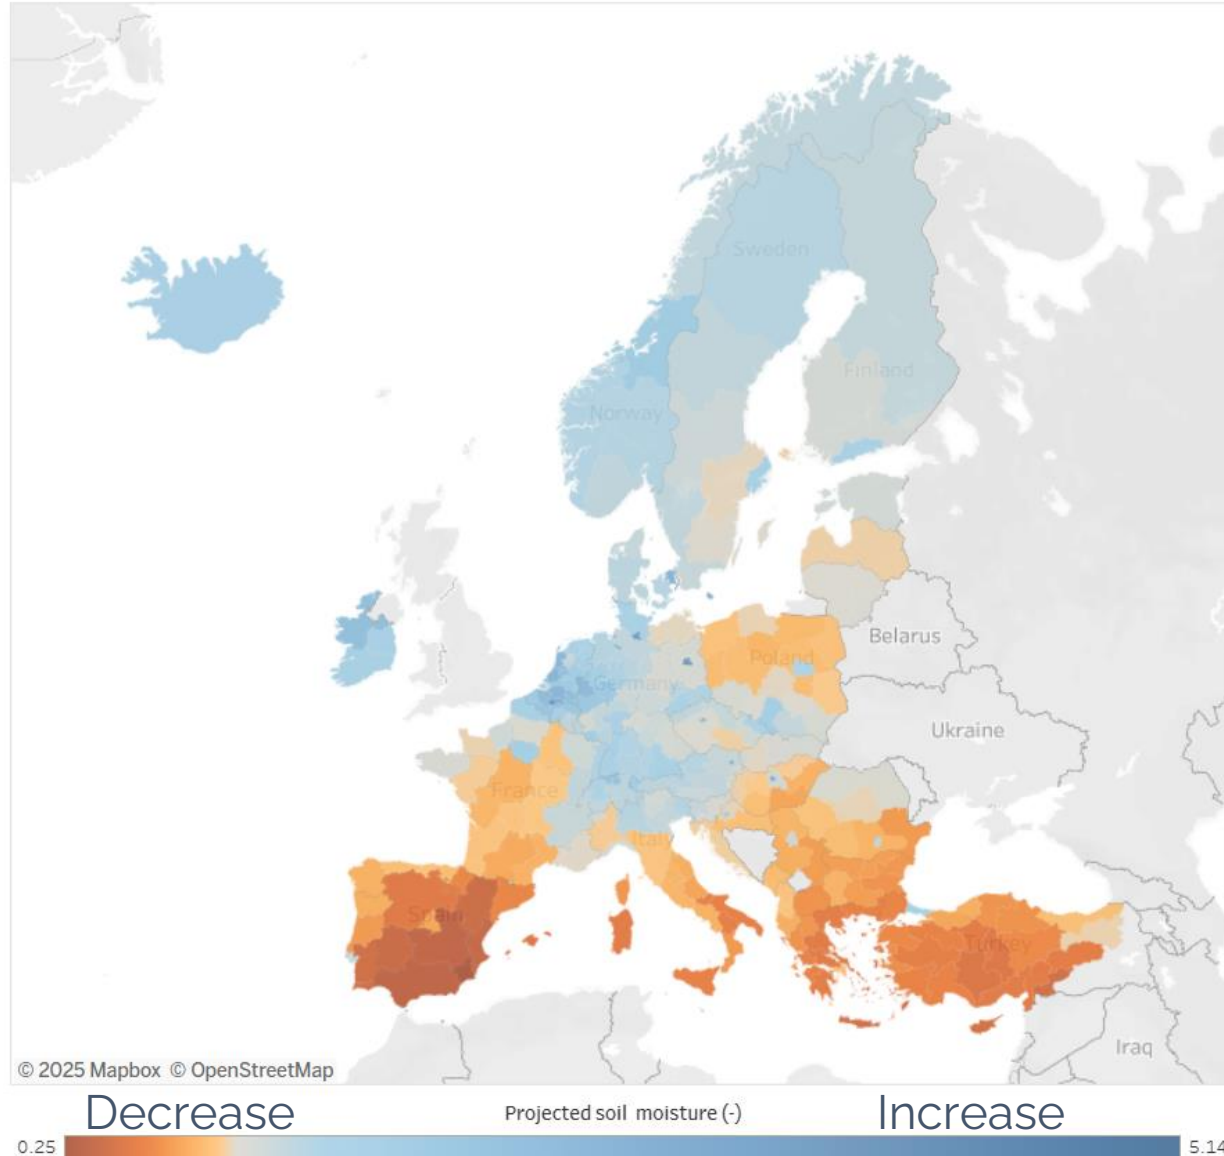 Sweden
Finland
Norway
Belarus
Poland
Germany
Ukraine
France
Italy
Spain
Turkey
Iraq
© 2025 Mapbox © OpenStreetMap
Decrease
Projected soil moisture (-)
Increase
0.25
5.14